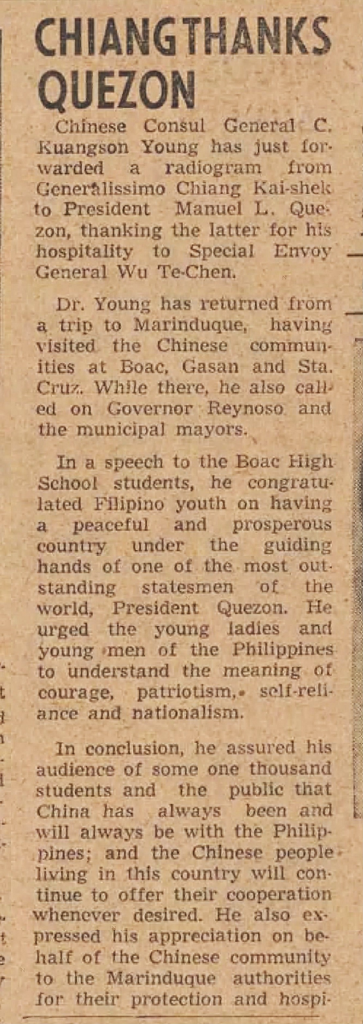 CHIANG THANKS
QUEZON
Chinese Consul General C.
Kuangson Young has just for-
warded a radiogram from
Generalissimo Chiang Kai-shek
to President Manuel L. Que-
zon, thanking the latter for his
hospitality to Special Envoy
General Wu Te-Chen.
Dr. Young has returned from
a trip to Marinduque, having
visited the Chinese commun-
ities at Boac, Gasan and Sta.
Cruz. While there, he also call-
ed on Governor Reynoso and
the municipal mayors.
In a speech to the Boac High
School students, he congratu-
lated Filipino youth on having
a peaceful and prosperous
country under the guiding
hands of one of the most out-
standing statesmen of the
world, President Quezon. He
urged the young ladies and
young men of the Philippines
to understand the meaning of
courage, patriotism, self-reli-
ance and nationalism.
In conclusion, he assured his
audience of some one thousand
students and the public that
China has always been and
will always be with the Philip-
pines; and the Chinese people
living in this country will con-
tinue to offer their cooperation
whenever desired. He also ex-
pressed his appreciation on be-
half of the Chinese community
to the Marinduque authorities
for their protection and hospi-